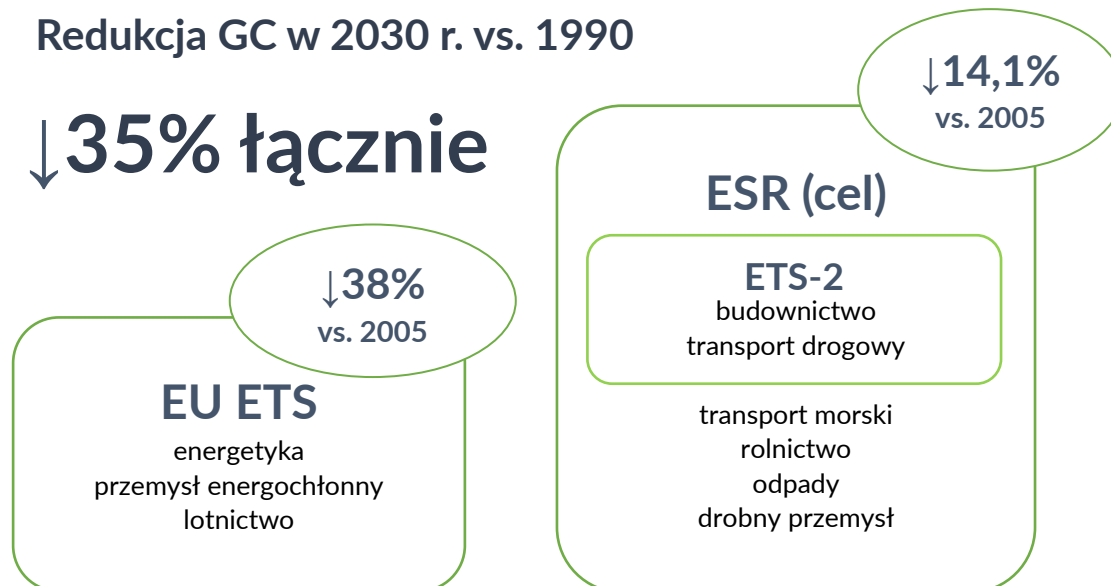 Redukcja GC w 2030 r. vs. 1990
↓35% łącznie
↓38%
vs. 2005
EU ETS
energetyka
przemysł energochłonny
lotnictwo
↓14,1%
vs. 2005
ESR (cel)
ETS-2
budownictwo
transport drogowy
transport morski
rolnictwo
odpady
drobny przemysł